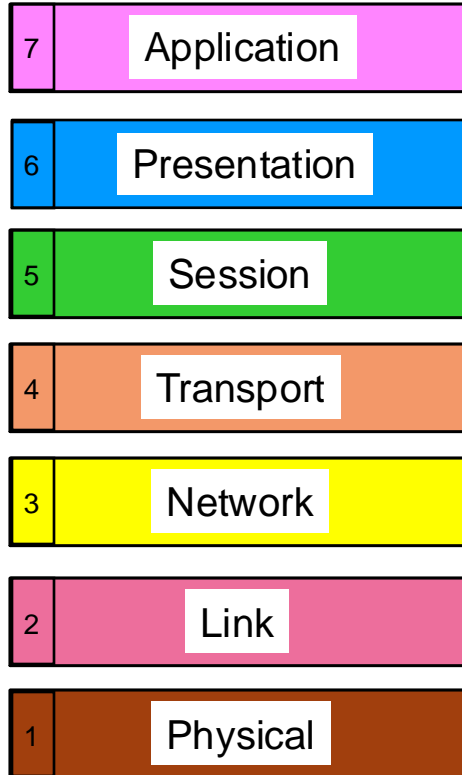 7 Application
6 Presentation
5 Session
4 Transport
3 Network
2 Link
1 Physical